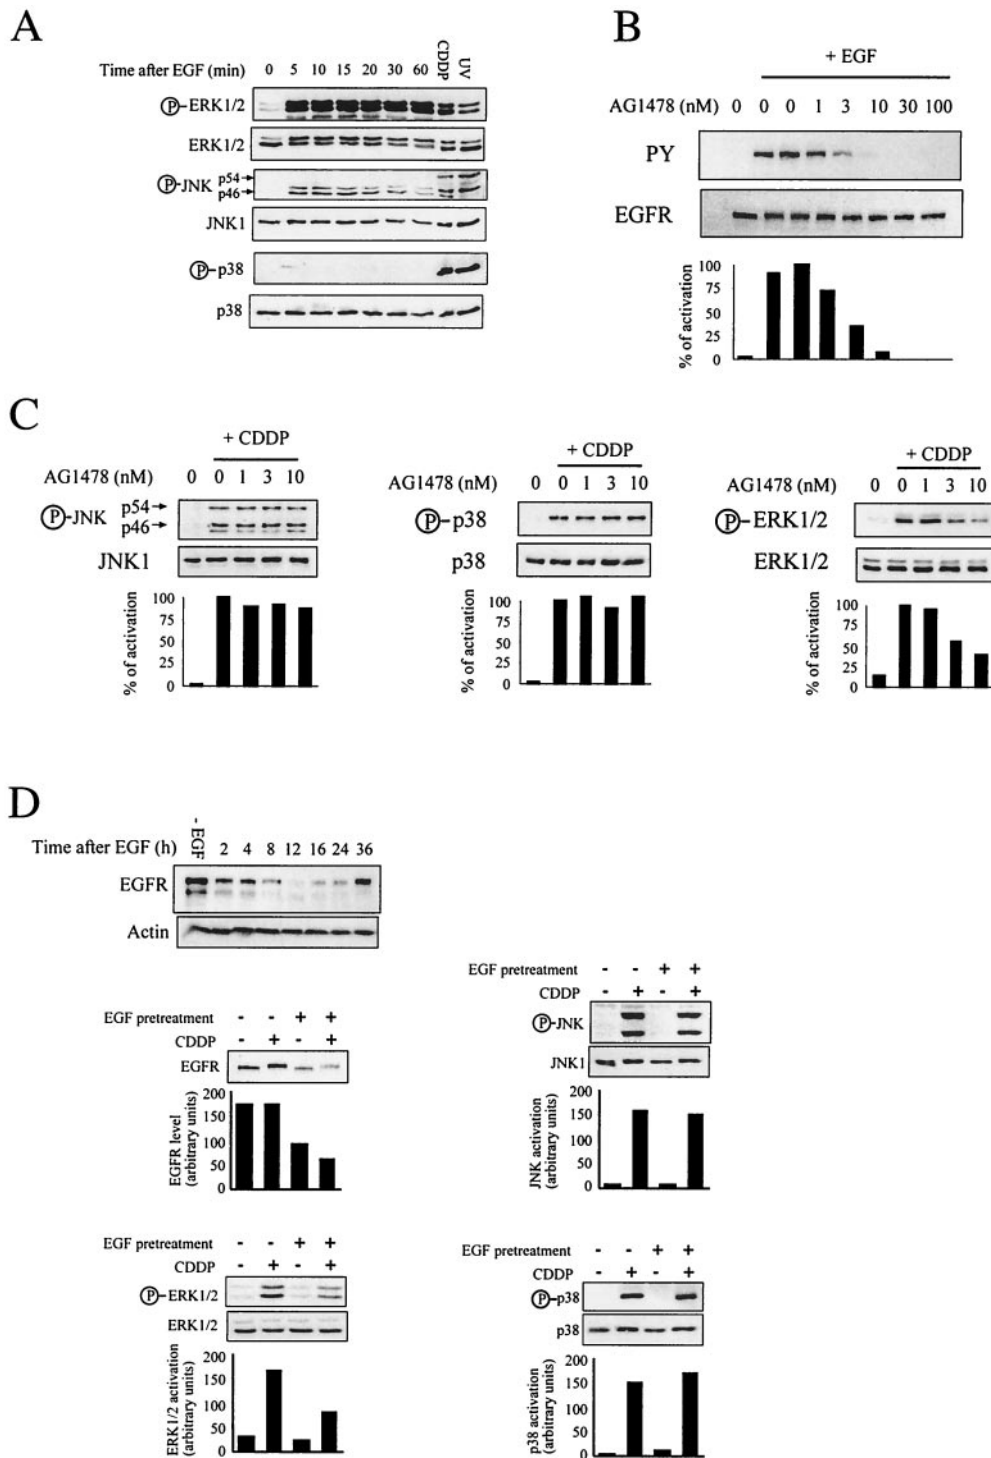 A
Time after EGF (min) 0 5 10 15 20 30 60 CDDP UV
P-ERK1/2
ERK1/2
P-JNK p54
p46
JNK1
P-p38
p38
B
+ EGF
AG1478 (nM) 0 0 0 1 3 10 30 100
PY
EGFR
% of activation
100
75
50
25
0
C
+ CDDP
AG1478 (nM) 0 0 1 3 10
P-JNK p54
p46
JNK1
% of activation
100
75
50
25
0
+ CDDP
AG1478 (nM) 0 0 1 3 10
P-p38
p38
% of activation
100
75
50
25
0
+ CDDP
AG1478 (nM) 0 0 1 3 10
P-ERK1/2
ERK1/2
% of activation
100
75
50
25
0
D
Time after EGF (h) - EGF 2 4 8 12 16 24 36
EGFR
Actin
EGF pretreatment - - + +
CDDP - + - +
EGFR
EGFR level
(arbitrary units)
200
150
100
50
0
EGF pretreatment - - + +
CDDP - + - +
P-JNK
JNK1
JNK activation
(arbitrary units)
200
150
100
50
0
EGF pretreatment - - + +
CDDP - + - +
P-ERK1/2
ERK1/2
ERK1/2 activation
(arbitrary units)
200
150
100
50
0
EGF pretreatment - - + +
CDDP - + - +
P-p38
p38
p38 activation
(arbitrary units)
200
150
100
50
0